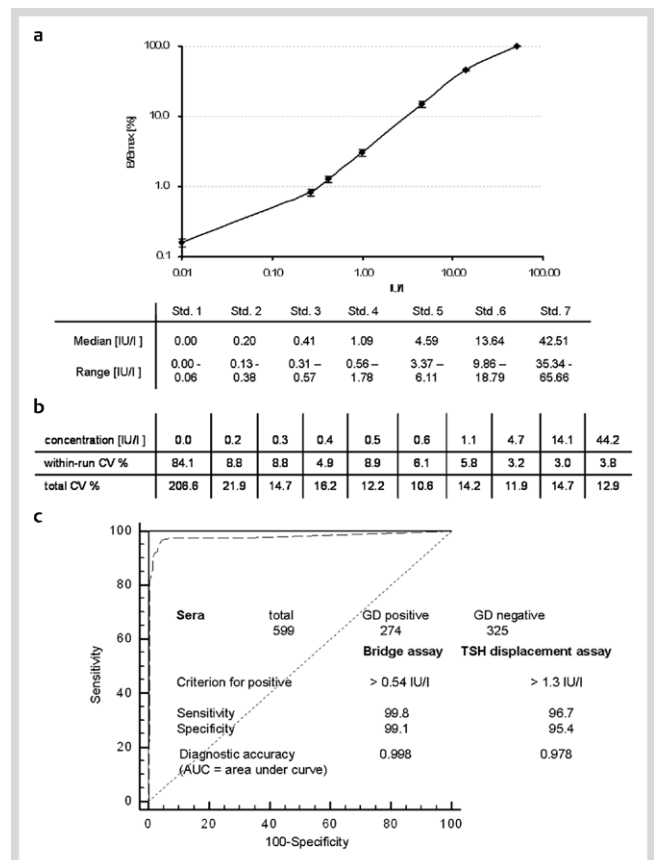 a
100.0
10.0
1.0
0.1
B/Bmax [%]
0.01 0.10 1.00 10.00 100.00
IU/l
Std. 1 Std. 2 Std. 3 Std. 4 Std. 5 Std .6 Std. 7
Median [IU/l ] 0.00 0.20 0.41 1.09 4.59 13.64 42.51
Range [IU/l ] 0.00 - 0.13- 0.31 – 0.56 – 3.37 – 9.86 – 35.34 -
0.06 0.38 0.57 1.78 6.11 18.79 65.66
b
concentration [IU/l ] 0.0 0.2 0.3 0.4 0.5 0.6 1.1 4.7 14.1 44.2
within-run CV % 84.1 8.8 8.8 4.9 8.9 6.1 5.8 3.2 3.0 3.8
total CV % 206.6 21.9 14.7 16.2 12.2 10.6 14.2 11.9 14.7 12.9
c
100
80
60
40
20
0
Sensitivity
Sera total GD positive GD negative
599 274 325
Bridge assay TSH displacement assay
Criterion for positive > 0.54 IU/l > 1.3 IU/l
Sensitivity 99.8 96.7
Specificity 99.1 95.4
Diagnostic accuracy 0.998 0.978
(AUC = area under curve)
0 20 40 60 80 100
100-Specificity